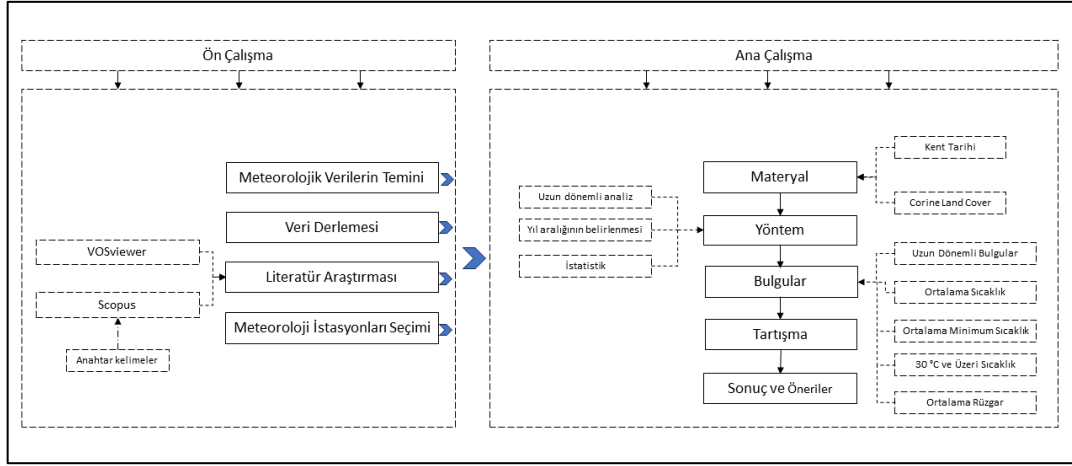 Ön Çalışma
Meteorolojik Verilerin Temini
Veri Derlemesi
VOSviewer
Literatür Araştırması
Scopus
Meteoroloji İstasyonları Seçimi
Anahtar kelimeler
Ana Çalışma
Kent Tarihi
Materyal
Corine Land Cover
Uzun dönemli analiz
Yıl aralığının belirlenmesi
İstatistik
Yöntem
Bulgular
Uzun Dönemli Bulgular
Ortalama Sıcaklık
Ortalama Minimum Sıcaklık
30 °C ve Üzeri Sıcaklık
Ortalama Rüzgar
Tartışma
Sonuç ve Öneriler